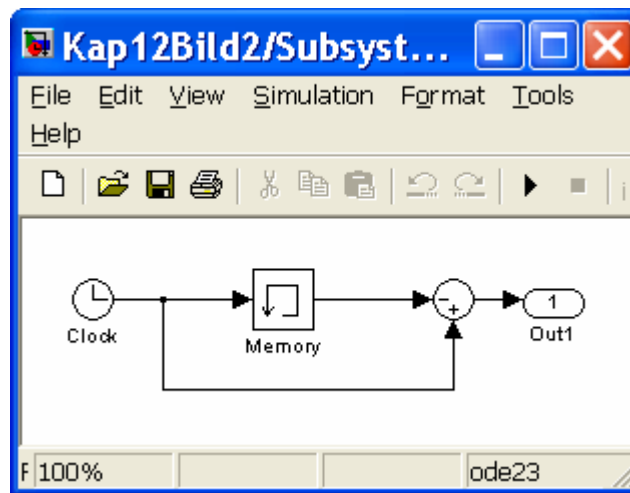 Kap12Bild2/Subsyst...
File Edit View Simulation Format Tools
Help
Clock
Memory
1
Out1
- +
F 100% ode23